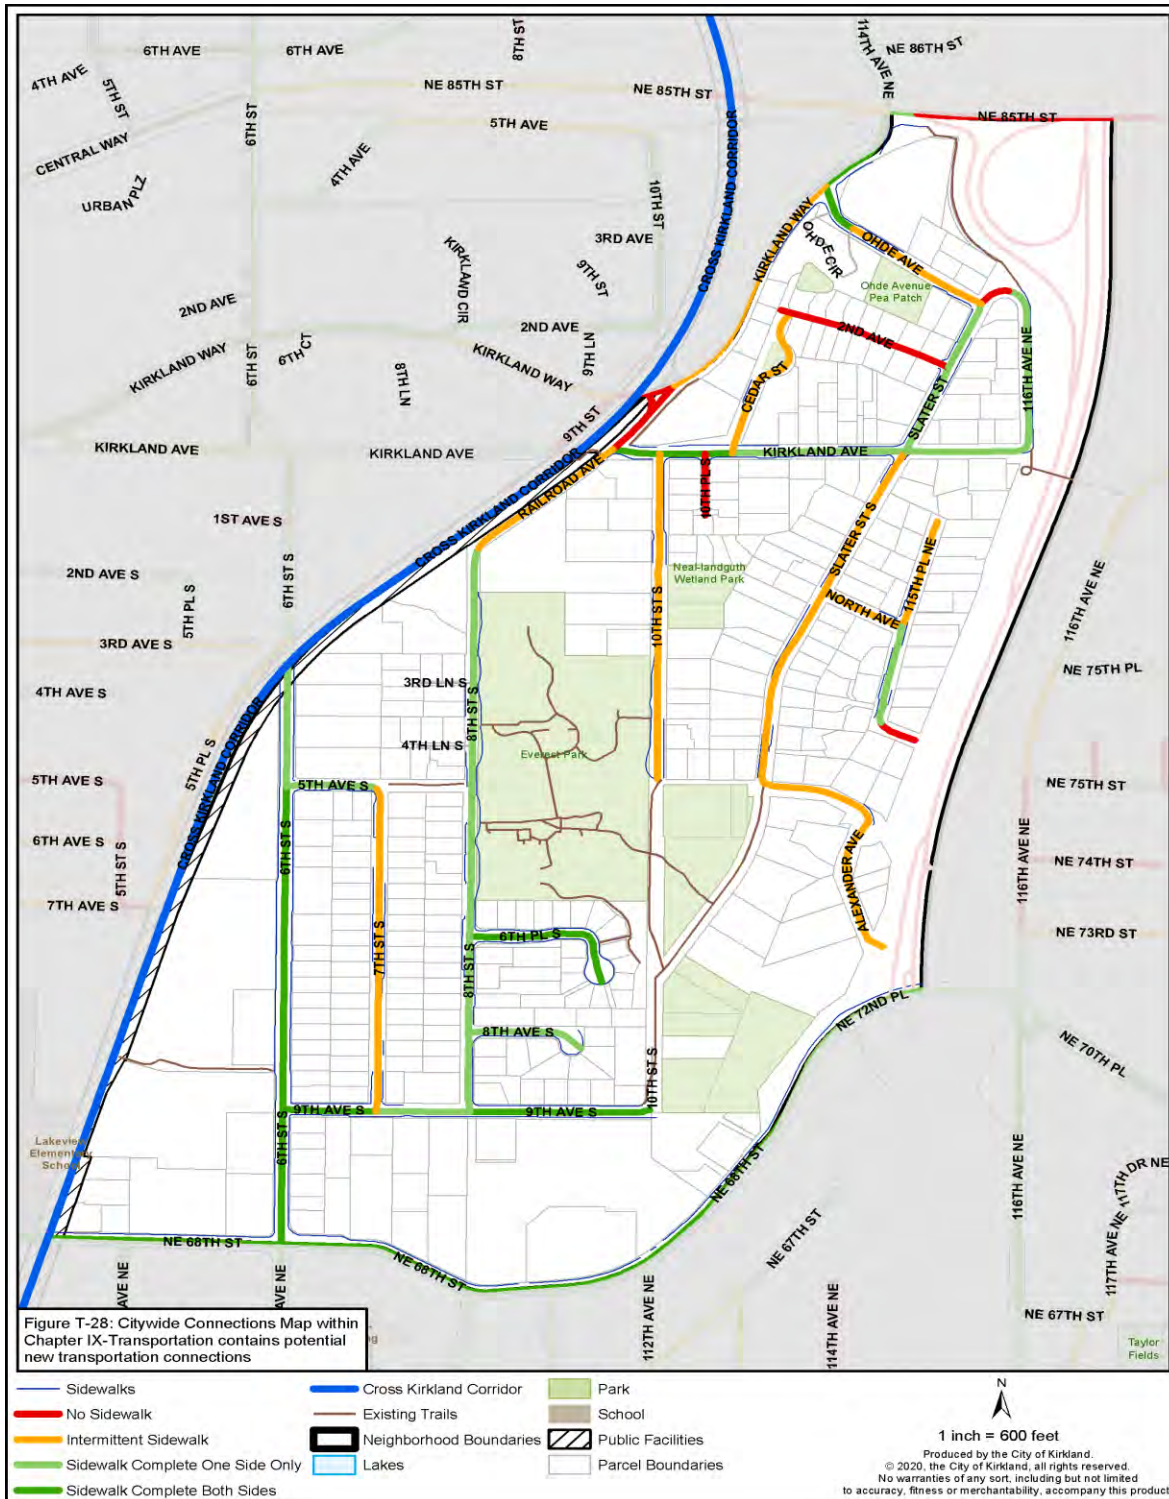 114TH AVE NE
NE 86TH ST
8TH ST
6TH AVE
6TH AVE
4TH AVE
5TH ST
6TH ST
NE 85TH ST
NE 85TH ST
NE 85TH ST
5TH AVE
CENTRAL WAY
4TH AVE
URBAN PLZ
10TH ST
CROSS KIRKLAND CORRIDOR
KIRKLAND WAY
OHDE CIR
OHDE AVE
3RD AVE
KIRKLAND CIR
9TH ST
Ohde Avenue
Pea Patch
2ND AVE
2ND AVE
2ND AVE
6TH CT
KIRKLAND WAY
6TH ST
8TH LN
KIRKLAND WAY
9TH LN
CEDAR ST
SLATER ST
116TH AVE NE
9TH ST
KIRKLAND AVE
KIRKLAND AVE
KIRKLAND AVE
RAILROAD AVE
CROSS KIRKLAND CORRIDOR
10TH PL S
1ST AVE S
SLATER ST S
115TH PL NE
Neal-landguth
Wetland Park
2ND AVE S
5TH PL S
6TH ST S
10TH ST S
NORTH AVE
116TH AVE NE
3RD AVE S
3RD LN S
8TH ST S
NE 75TH PL
4TH AVE S
5TH PL S
CROSS KIRKLAND CORRIDOR
4TH LN S
Everest Park
5TH AVE S
5TH AVE S
NE 75TH ST
6TH AVE S
5TH ST S
6TH ST S
ALEXANDER AVE
116TH AVE NE
NE 74TH ST
7TH AVE S
7TH ST S
6TH PL S
8TH ST S
NE 73RD ST
NE 72ND PL
8TH AVE S
10TH ST S
NE 70TH PL
9TH AVE S
9TH AVE S
6TH ST S
Lakeview
Elementary
School
NE 68TH ST
116TH AVE NE
117TH DR NE
NE 68TH ST
NE 68TH ST
NE 67TH ST
117TH AVE NE
AVE NE
AVE NE
112TH AVE NE
114TH AVE NE
NE 67TH ST
Taylor
Fields
Figure T-28: Citywide Connections Map within
Chapter IX-Transportation contains potential
new transportation connections
Sidewalks
No Sidewalk
Intermittent Sidewalk
Sidewalk Complete One Side Only
Sidewalk Complete Both Sides
Cross Kirkland Corridor
Existing Trails
Neighborhood Boundaries
Lakes
Park
School
Public Facilities
Parcel Boundaries
N
1 inch = 600 feet
Produced by the City of Kirkland.
© 2020, the City of Kirkland, all rights reserved.
No warranties of any sort, including but not limited
to accuracy, fitness or merchantability, accompany this product